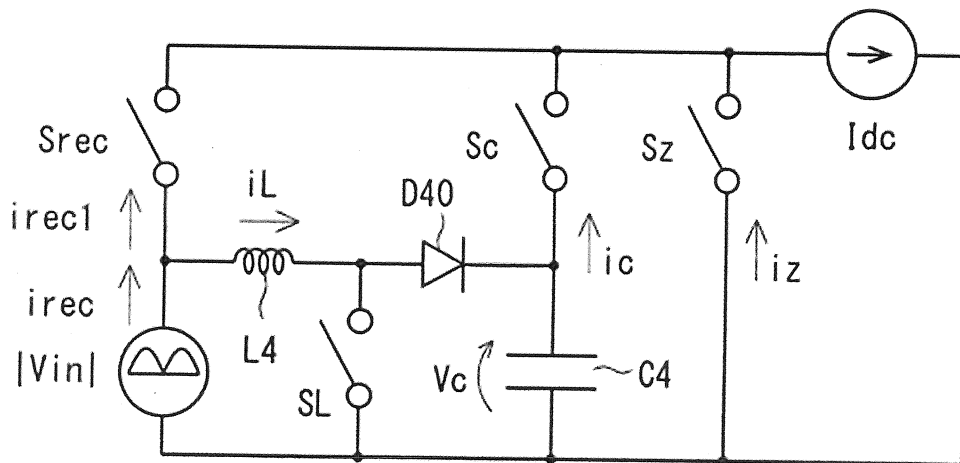 Srec
Sc
Sz
Idc
irec1
iL
D40
ic
iz
irec
|Vin|
L4
SL
Vc
C4